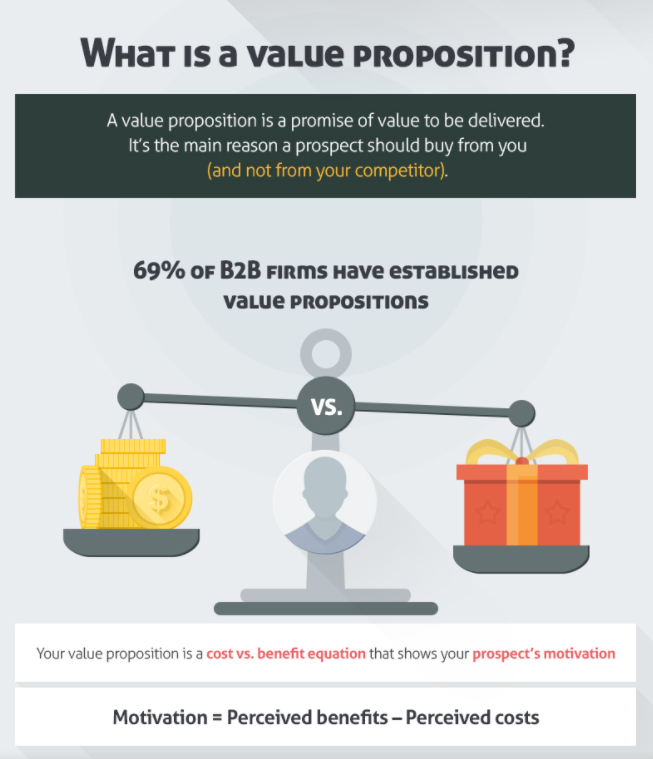 What is a value proposition?
A value proposition is a promise of value to be delivered.
It's the main reason a prospect should buy from you
(and not from your competitor).
69% of B2B firms have established
value propositions
VS.
$
Your value proposition is a cost vs. benefit equation that shows your prospect's motivation
Motivation = Perceived benefits – Perceived costs